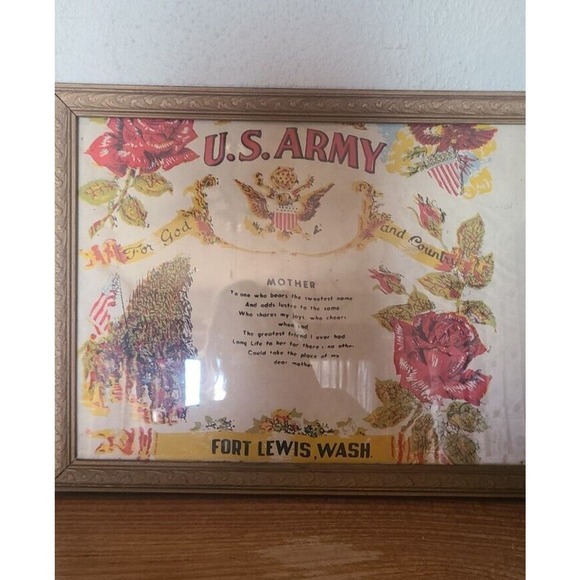 U.S. ARMY
For God
and Country
MOTHER
To one who bears the sweetest name
And adds lustre to the same
Who shares my joys who cheers
when sad
The greatest friend I ever had
Long Life to her for there's no other
Could take the place of my
dear mother
FORT LEWIS, WASH.